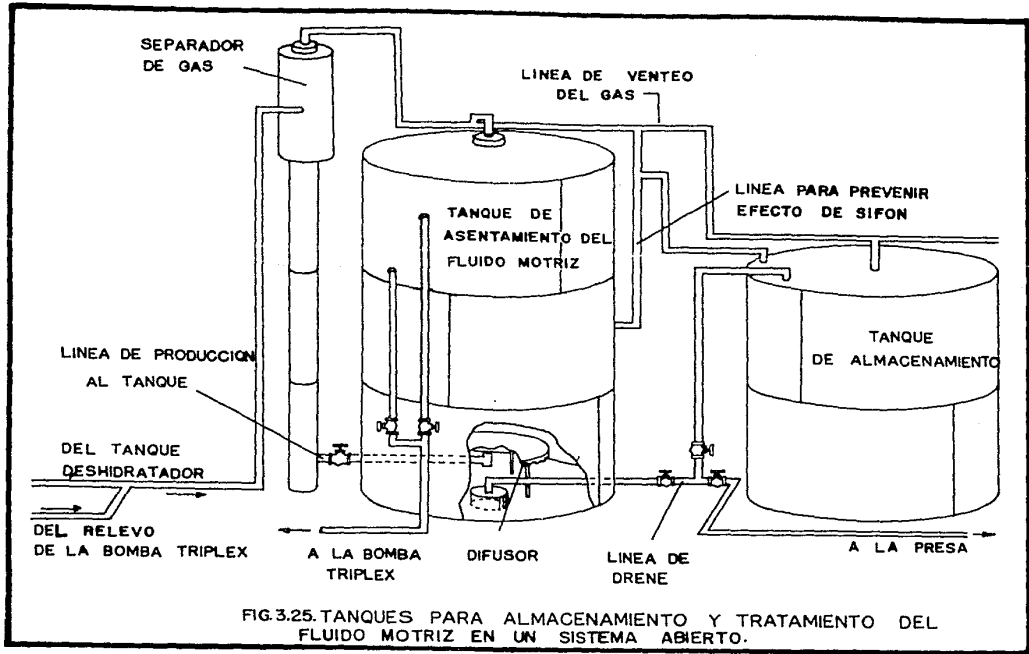 SEPARADOR
DE GAS
LINEA DE VENTEO
DEL GAS
LINEA PARA PREVENIR
EFECTO DE SIFON
TANQUE DE
ASENTAMIENTO DEL
FLUIDO MOTRIZ
TANQUE
DE ALMACENAMIENTO
LINEA DE PRODUCCION
AL TANQUE
DEL TANQUE
DESHIDRATADOR
DEL RELEVO
DE LA BOMBA TRIPLEX
A LA BOMBA
TRIPLEX
DIFUSOR
LINEA DE
DRENE
A LA PRESA
FIG.3.25.TANQUES PARA ALMACENAMIENTO Y TRATAMIENTO DEL
FLUIDO MOTRIZ EN UN SISTEMA ABIERTO.